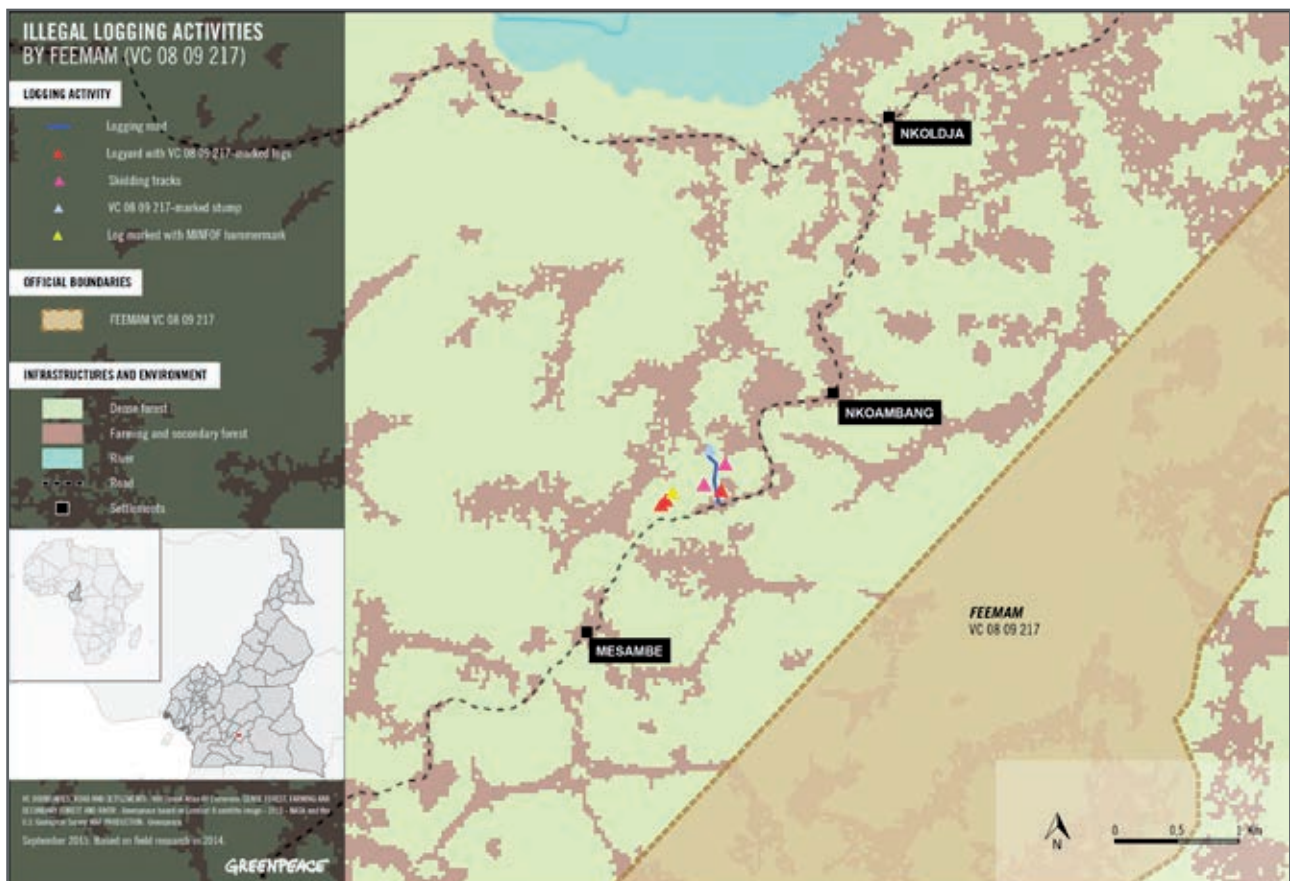 ILLEGAL LOGGING ACTIVITIES
BY FEEMAM (VC 08 09 217)
LOGGING ACTIVITY
Logging road
Logyard with VC 08 09 217-marked logs
Skidding tracks
VC 08 09 217-marked stump
Log marked with MINFOF hammermark
OFFICIAL BOUNDARIES
FEEMAM VC 08 09 217
INFRASTRUCTURES AND ENVIRONMENT
Dense forest
Farming and secondary forest
River
Road
Settlements
NKOLDJA
NKOAMBANG
MESAMBE
FEEMAM
VC 08 09 217
September 2015. Based on field research in 2014.
GREENPEACE
N
0 0,5 1 Km